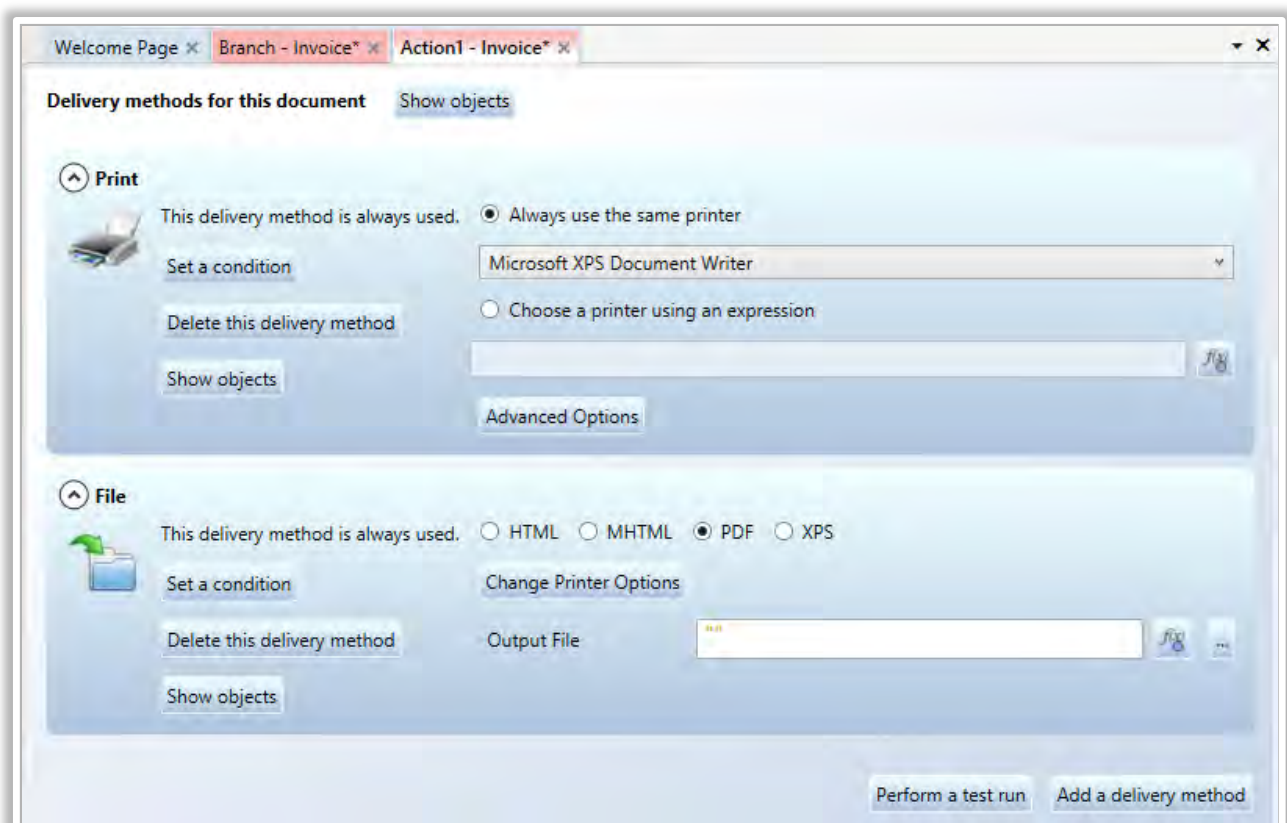 Welcome Page × Branch - Invoice* × Action1 - Invoice* ×
Delivery methods for this document Show objects
Print
This delivery method is always used. Always use the same printer
Set a condition Microsoft XPS Document Writer
Delete this delivery method Choose a printer using an expression
Show objects f(x)
Advanced Options
File
This delivery method is always used. HTML MHTML PDF XPS
Set a condition Change Printer Options
Delete this delivery method Output File "" f(x) ...
Show objects
Perform a test run Add a delivery method